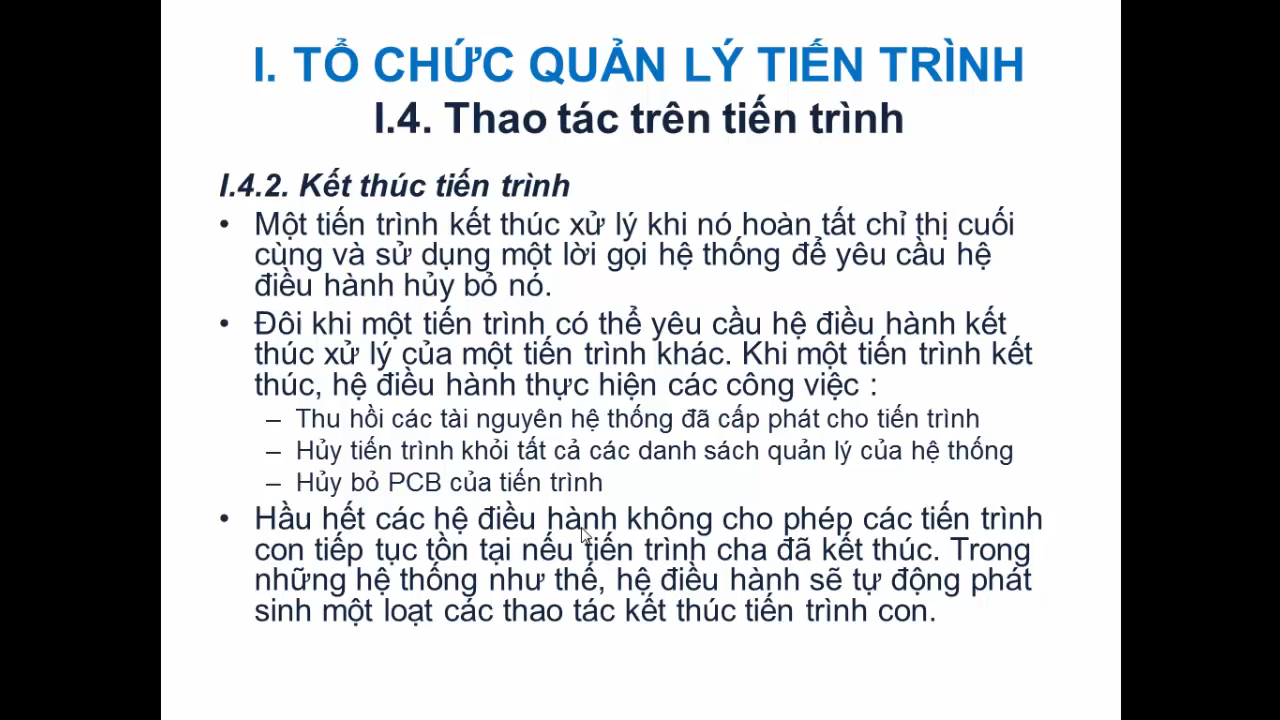 I. TỔ CHỨC QUẢN LÝ TIẾN TRÌNH
I.4. Thao tác trên tiến trình
I.4.2. Kết thúc tiến trình
• Một tiến trình kết thúc xử lý khi nó hoàn tất chỉ thị cuối
cùng và sử dụng một lời gọi hệ thống để yêu cầu hệ
điều hành hủy bỏ nó.
• Đôi khi một tiến trình có thể yêu cầu hệ điều hành kết
thúc xử lý của một tiến trình khác. Khi một tiến trình kết
thúc, hệ điều hành thực hiện các công việc :
– Thu hồi các tài nguyên hệ thống đã cấp phát cho tiến trình
– Hủy tiến trình khỏi tất cả các danh sách quản lý của hệ thống
– Hủy bỏ PCB của tiến trình
• Hầu hết các hệ điều hành không cho phép các tiến trình
con tiếp tục tồn tại nếu tiến trình cha đã kết thúc. Trong
những hệ thống như thế, hệ điều hành sẽ tự động phát
sinh một loạt các thao tác kết thúc tiến trình con.